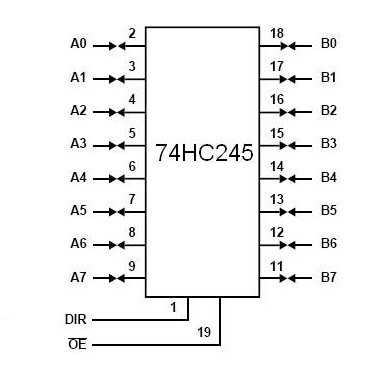 A0 2 18 B0
A1 3 17 B1
A2 4 16 B2
A3 5 15 B3
74HC245
A4 6 14 B4
A5 7 13 B5
A6 8 12 B6
A7 9 11 B7
DIR 1
OE 19